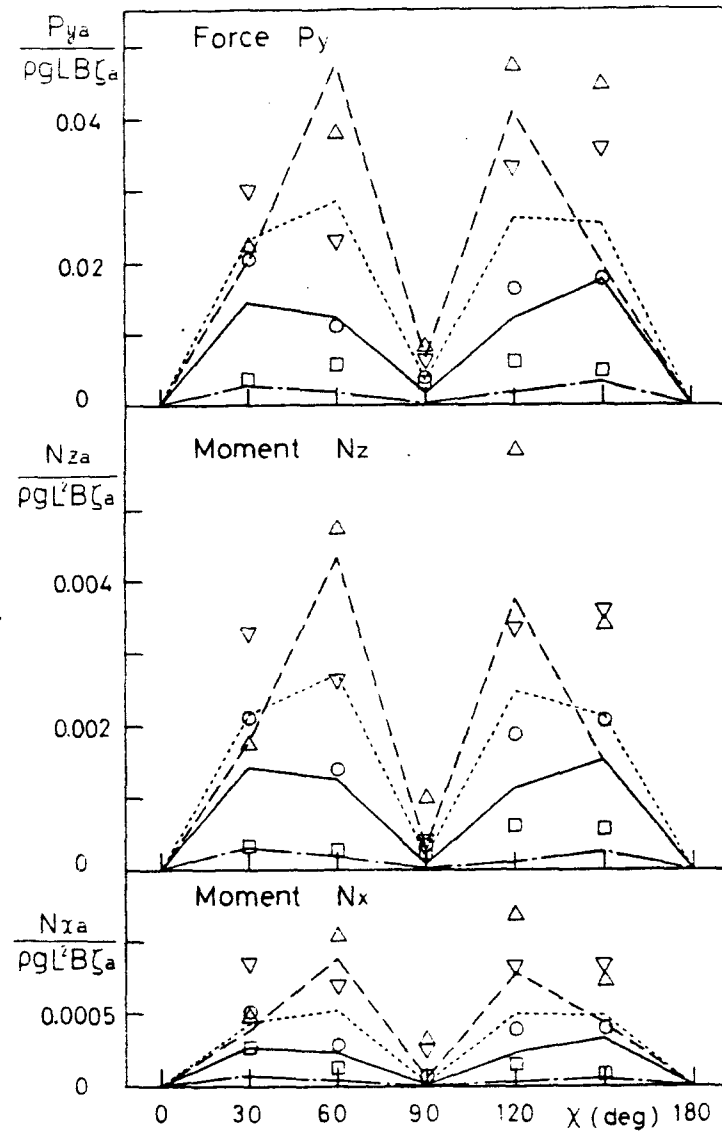 Force Py
Pya
ρgLBζa
0.04
0.02
0
Moment Nz
Nza
ρgL²Bζa
0.004
0.002
0
Moment Nx
Nxa
ρgL²Bζa
0.0005
0
0 30 60 90 120 χ (deg) 180